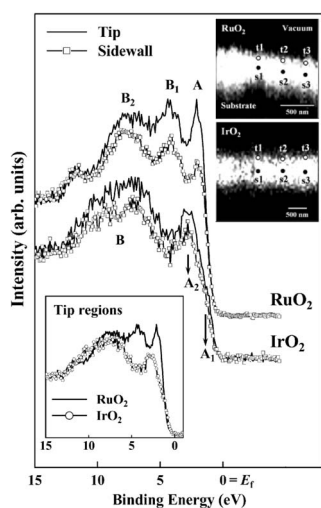 Tip
Sidewall
B₂
B₁
A
RuO₂
Vacuum
t1
t2
t3
s1
s2
s3
Substrate
500 nm
IrO₂
t1
t2
t3
s1
s2
s3
500 nm
B
A₂
A₁
RuO₂
IrO₂
Tip regions
RuO₂
IrO₂
15
10
5
0
15
10
5
0 = E_f
Binding Energy (eV)
Intensity (arb. units)